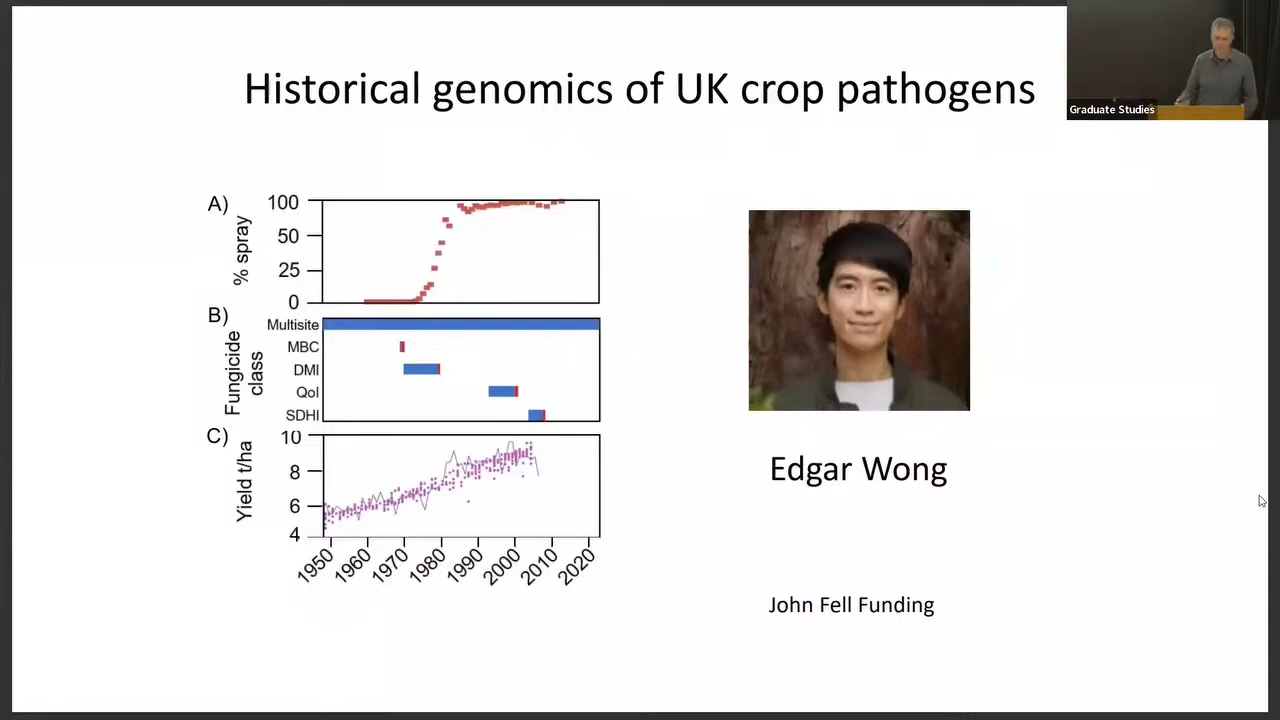 Historical genomics of UK crop pathogens
Graduate Studies
A)
% spray
100
50
25
0
B)
Fungicide
class
Multisite
MBC
DMI
QoI
SDHI
C)
Yield t/ha
10
8
6
4
1950
1960
1970
1980
1990
2000
2010
2020
Edgar Wong
John Fell Funding